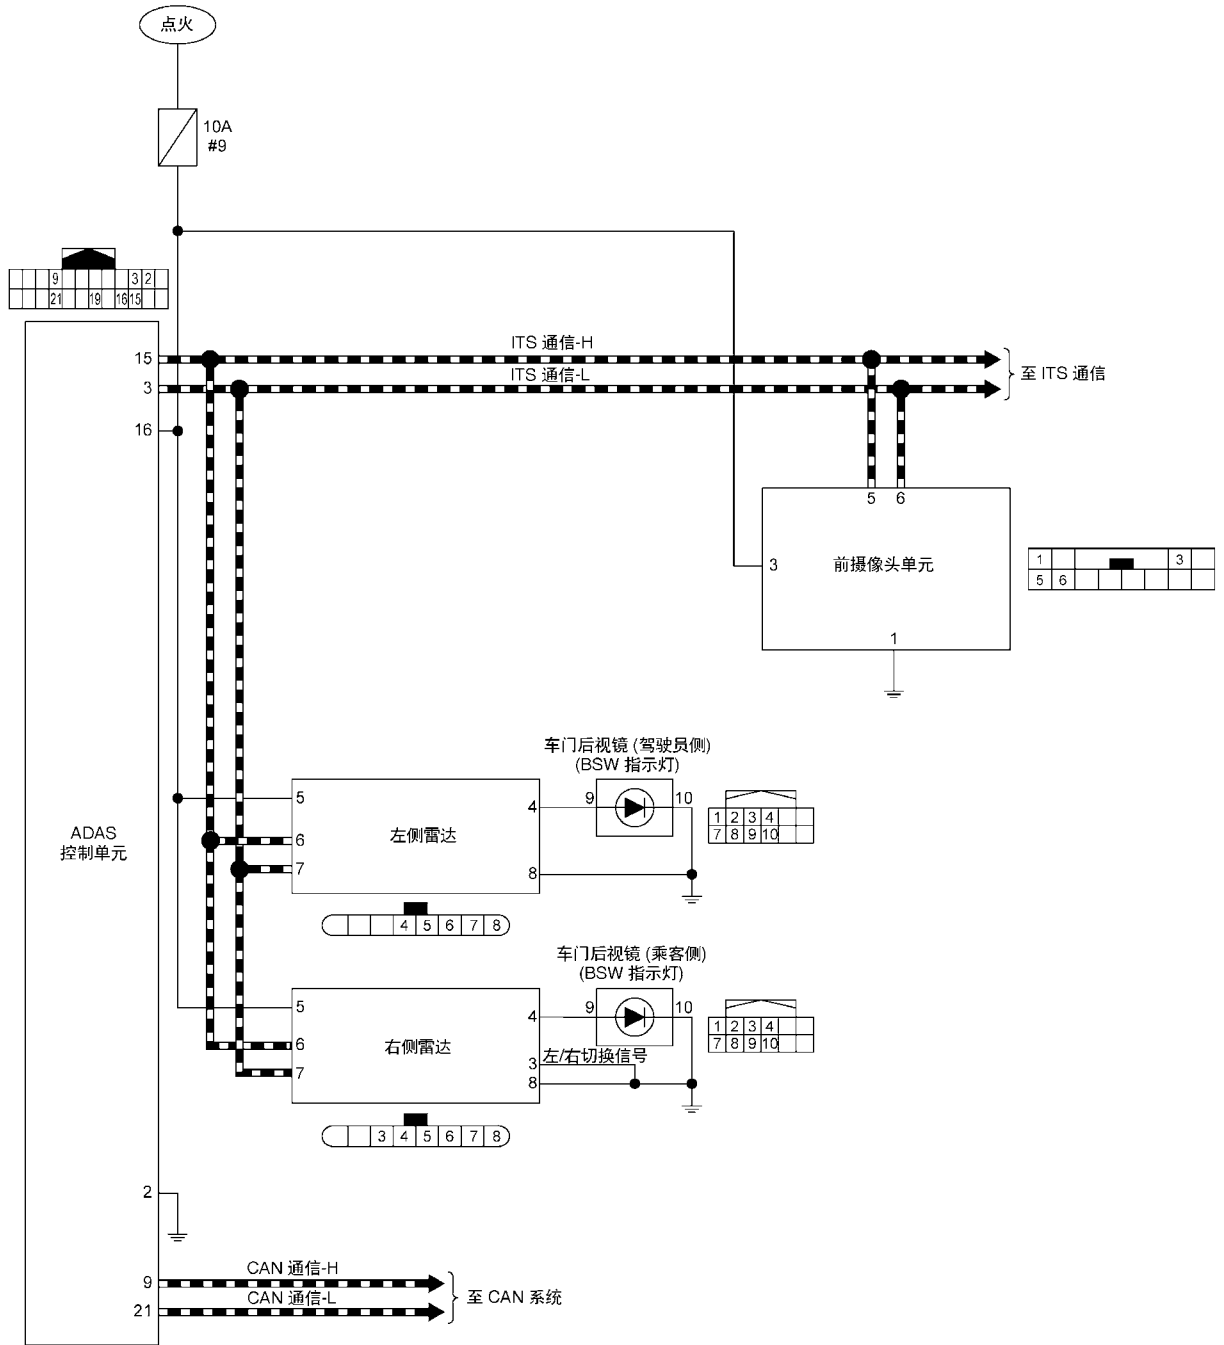 点火
10A
#9
9 3 2
21 19 16 15
15
ITS 通信-H
3
ITS 通信-L
至 ITS 通信
16
5 6
3
前摄像头单元
1
1 3
5 6
车门后视镜 (驾驶员侧)
(BSW 指示灯)
5
4
9
10
1 2 3 4
7 8 9 10
6
左侧雷达
7
8
4 5 6 7 8
ADAS
控制单元
车门后视镜 (乘客侧)
(BSW 指示灯)
5
4
9
10
1 2 3 4
7 8 9 10
6
右侧雷达
左/右切换信号
3
7
8
3 4 5 6 7 8
2
9
CAN 通信-H
21
CAN 通信-L
至 CAN 系统